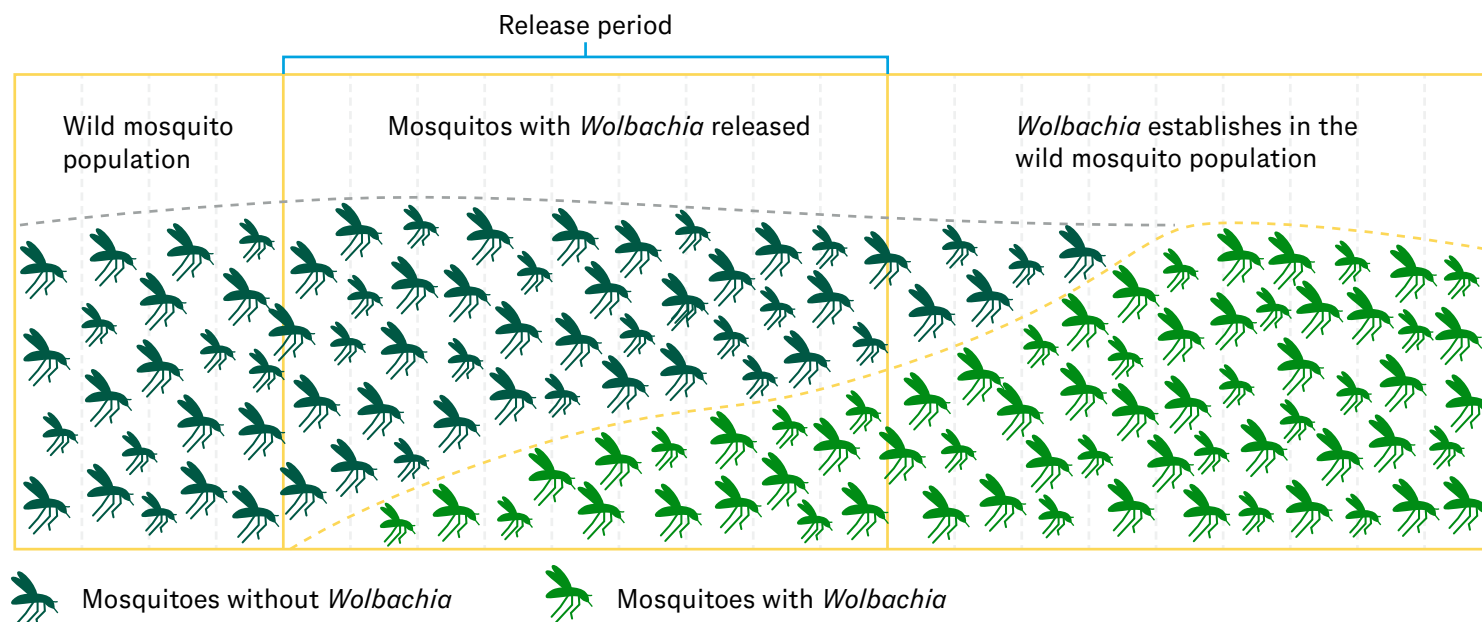 Release period
Wild mosquito
population
Mosquitos with Wolbachia released
Wolbachia establishes in the
wild mosquito population
Mosquitoes without Wolbachia
Mosquitoes with Wolbachia